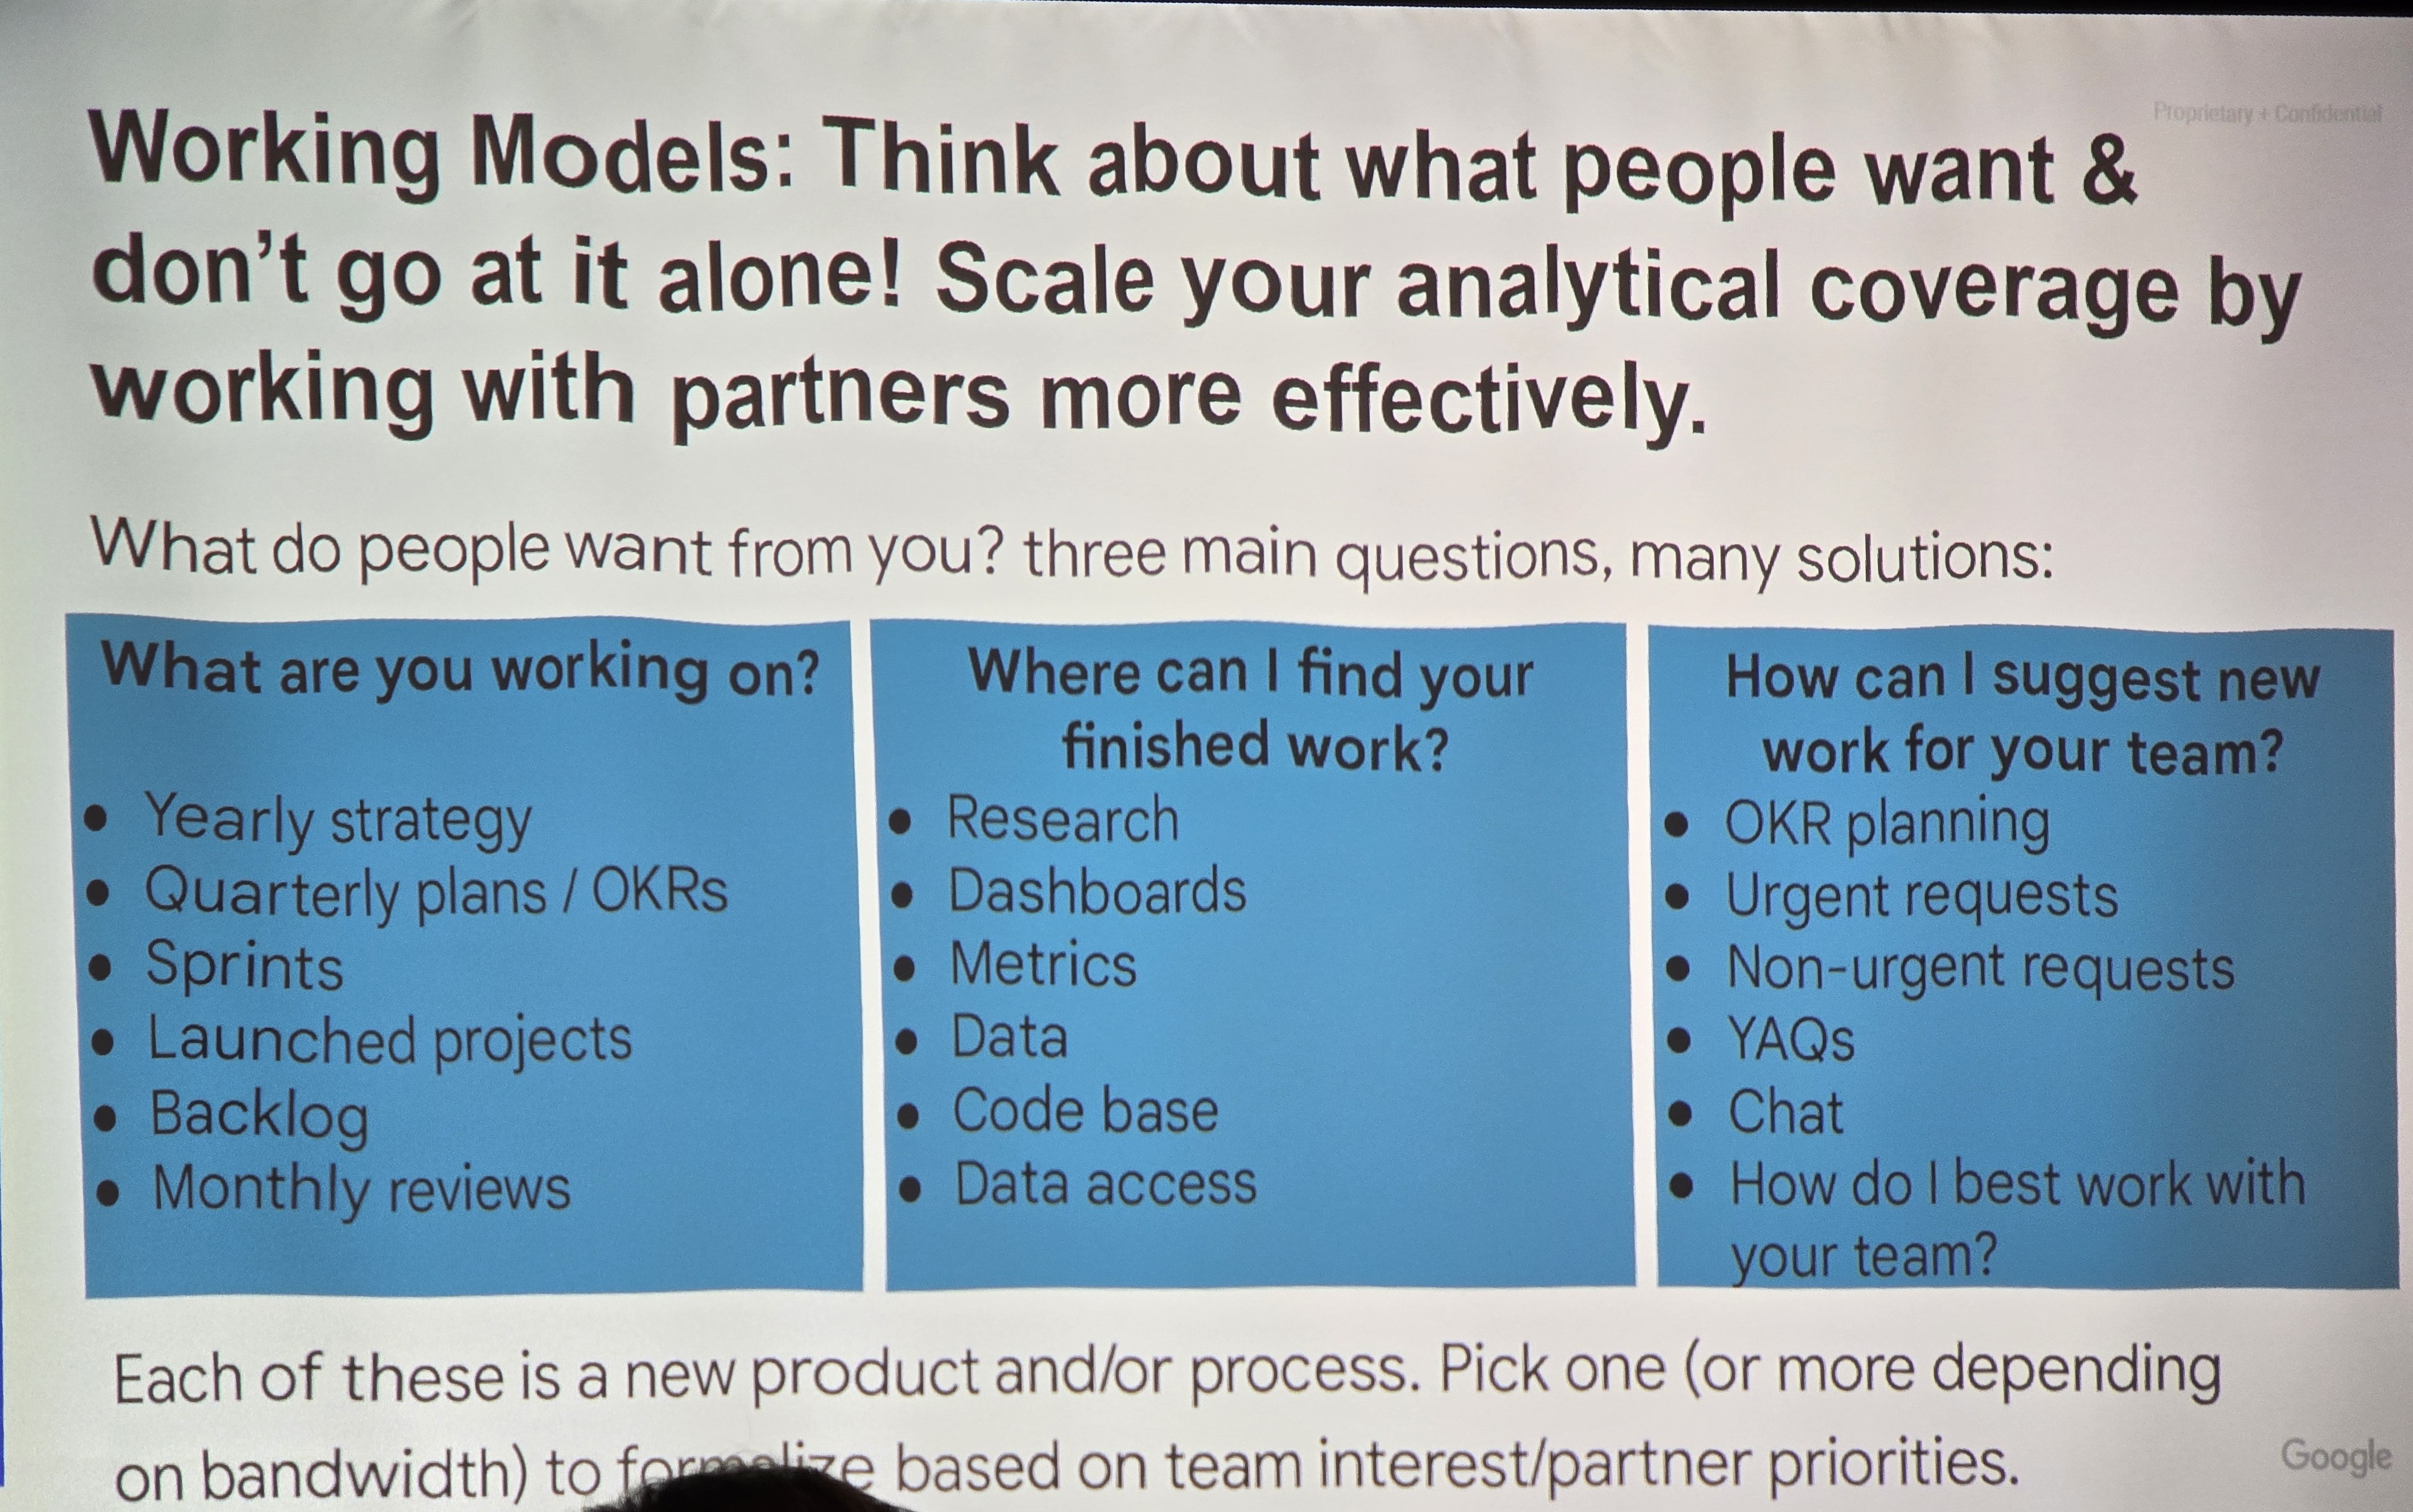 Proprietary + Confidential
Working Models: Think about what people want &
don't go at it alone! Scale your analytical coverage by
working with partners more effectively.
What do people want from you? three main questions, many solutions:
What are you working on?
• Yearly strategy
• Quarterly plans / OKRs
• Sprints
• Launched projects
• Backlog
• Monthly reviews
Where can I find your
finished work?
• Research
• Dashboards
• Metrics
• Data
• Code base
• Data access
How can I suggest new
work for your team?
• OKR planning
• Urgent requests
• Non-urgent requests
• YAQs
• Chat
• How do I best work with
your team?
Each of these is a new product and/or process. Pick one (or more depending
on bandwidth) to formalize based on team interest/partner priorities.
Google